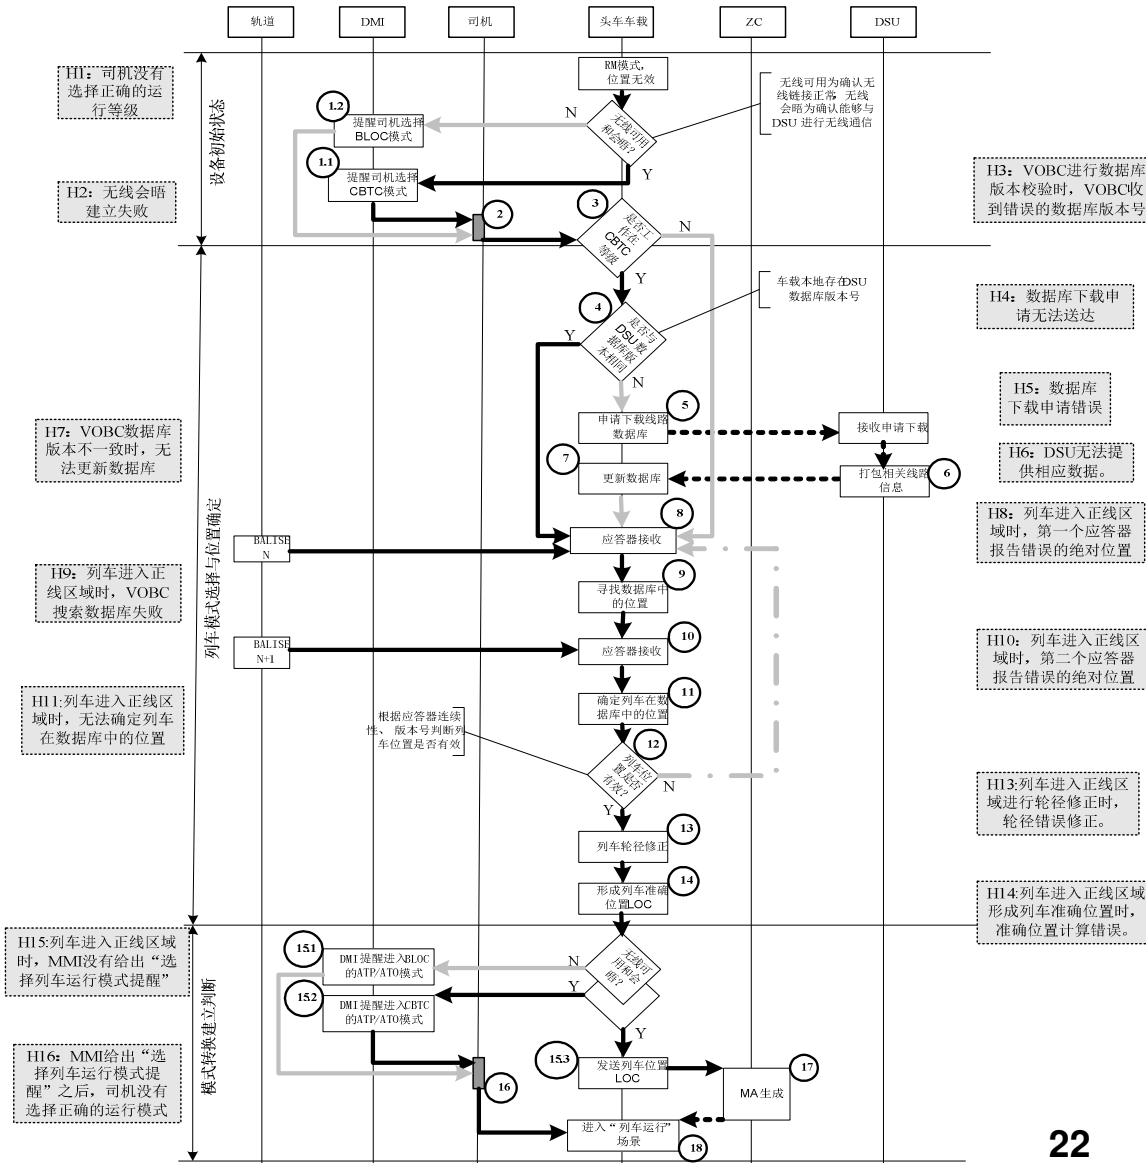 轨道
DMI
司机
头车车载
ZC
DSU
H1：司机没有
选择正确的运
行等级
H2：无线会晤
建立失败
设备初始状态
RM模式，
位置无效
无线可用为确认无
线链接正常，无线
会晤为确认能够与
DSU 进行无线通信
1.2
提醒司机选择
BLOC模式
N
无线可用
和会晤？
1.1
提醒司机选择
CBTC模式
Y
H3：VOBC进行数据库
版本校验时，VOBC收
到错误的数据库版本号
2
3
是否工
作在
CBTC
等级
N
Y
车载本地存在DSU
数据库版本号
H4：数据库下载申
请无法送达
4
Y
是否与
DSU数
据库版
本相同
N
H5：数据库
下载申请错误
5
申请下载线路
数据库
接收申请下载
H6：DSU无法提
供相应数据。
H7：VOBC数据库
版本不一致时，无
法更新数据库
7
更新数据库
打包相关线路
信息
6
列车模式选择与位置确定
8
应答器接收
H8：列车进入正线区
域时，第一个应答器
报告错误的绝对位置
BALISE
N
H9：列车进入正
线区域时，VOBC
搜索数据库失败
9
寻找数据库中
的位置
BALISE
N+1
10
应答器接收
H10：列车进入正线区
域时，第二个应答器
报告错误的绝对位置
H11:列车进入正线区
域时，无法确定列车
在数据库中的位置
11
确定列车在数
据库中的位置
根据应答器连续
性、版本号判断列
车位置是否有效
12
列车位
置是否
有效？
N
Y
H13:列车进入正线区
域进行轮径修正时，
轮径错误修正。
13
列车轮径修正
14
形成列车准确
位置LOC
H14:列车进入正线区域
形成列车准确位置时，
准确位置计算错误。
H15:列车进入正线区域
时，MMI没有给出“选
择列车运行模式提醒”
模式转换建立判断
15.1
DMI提醒进入BLOC
的ATP/ATO模式
N
无线可
用和会
晤？
Y
15.2
DMI提醒进入CBTC
的ATP/ATO模式
Y
H16：MMI给出“选
择列车运行模式提
醒”之后，司机没有
选择正确的运行模式
15.3
发送列车位置
LOC
17
MA生成
16
进入“列车运行”
场景
18
22